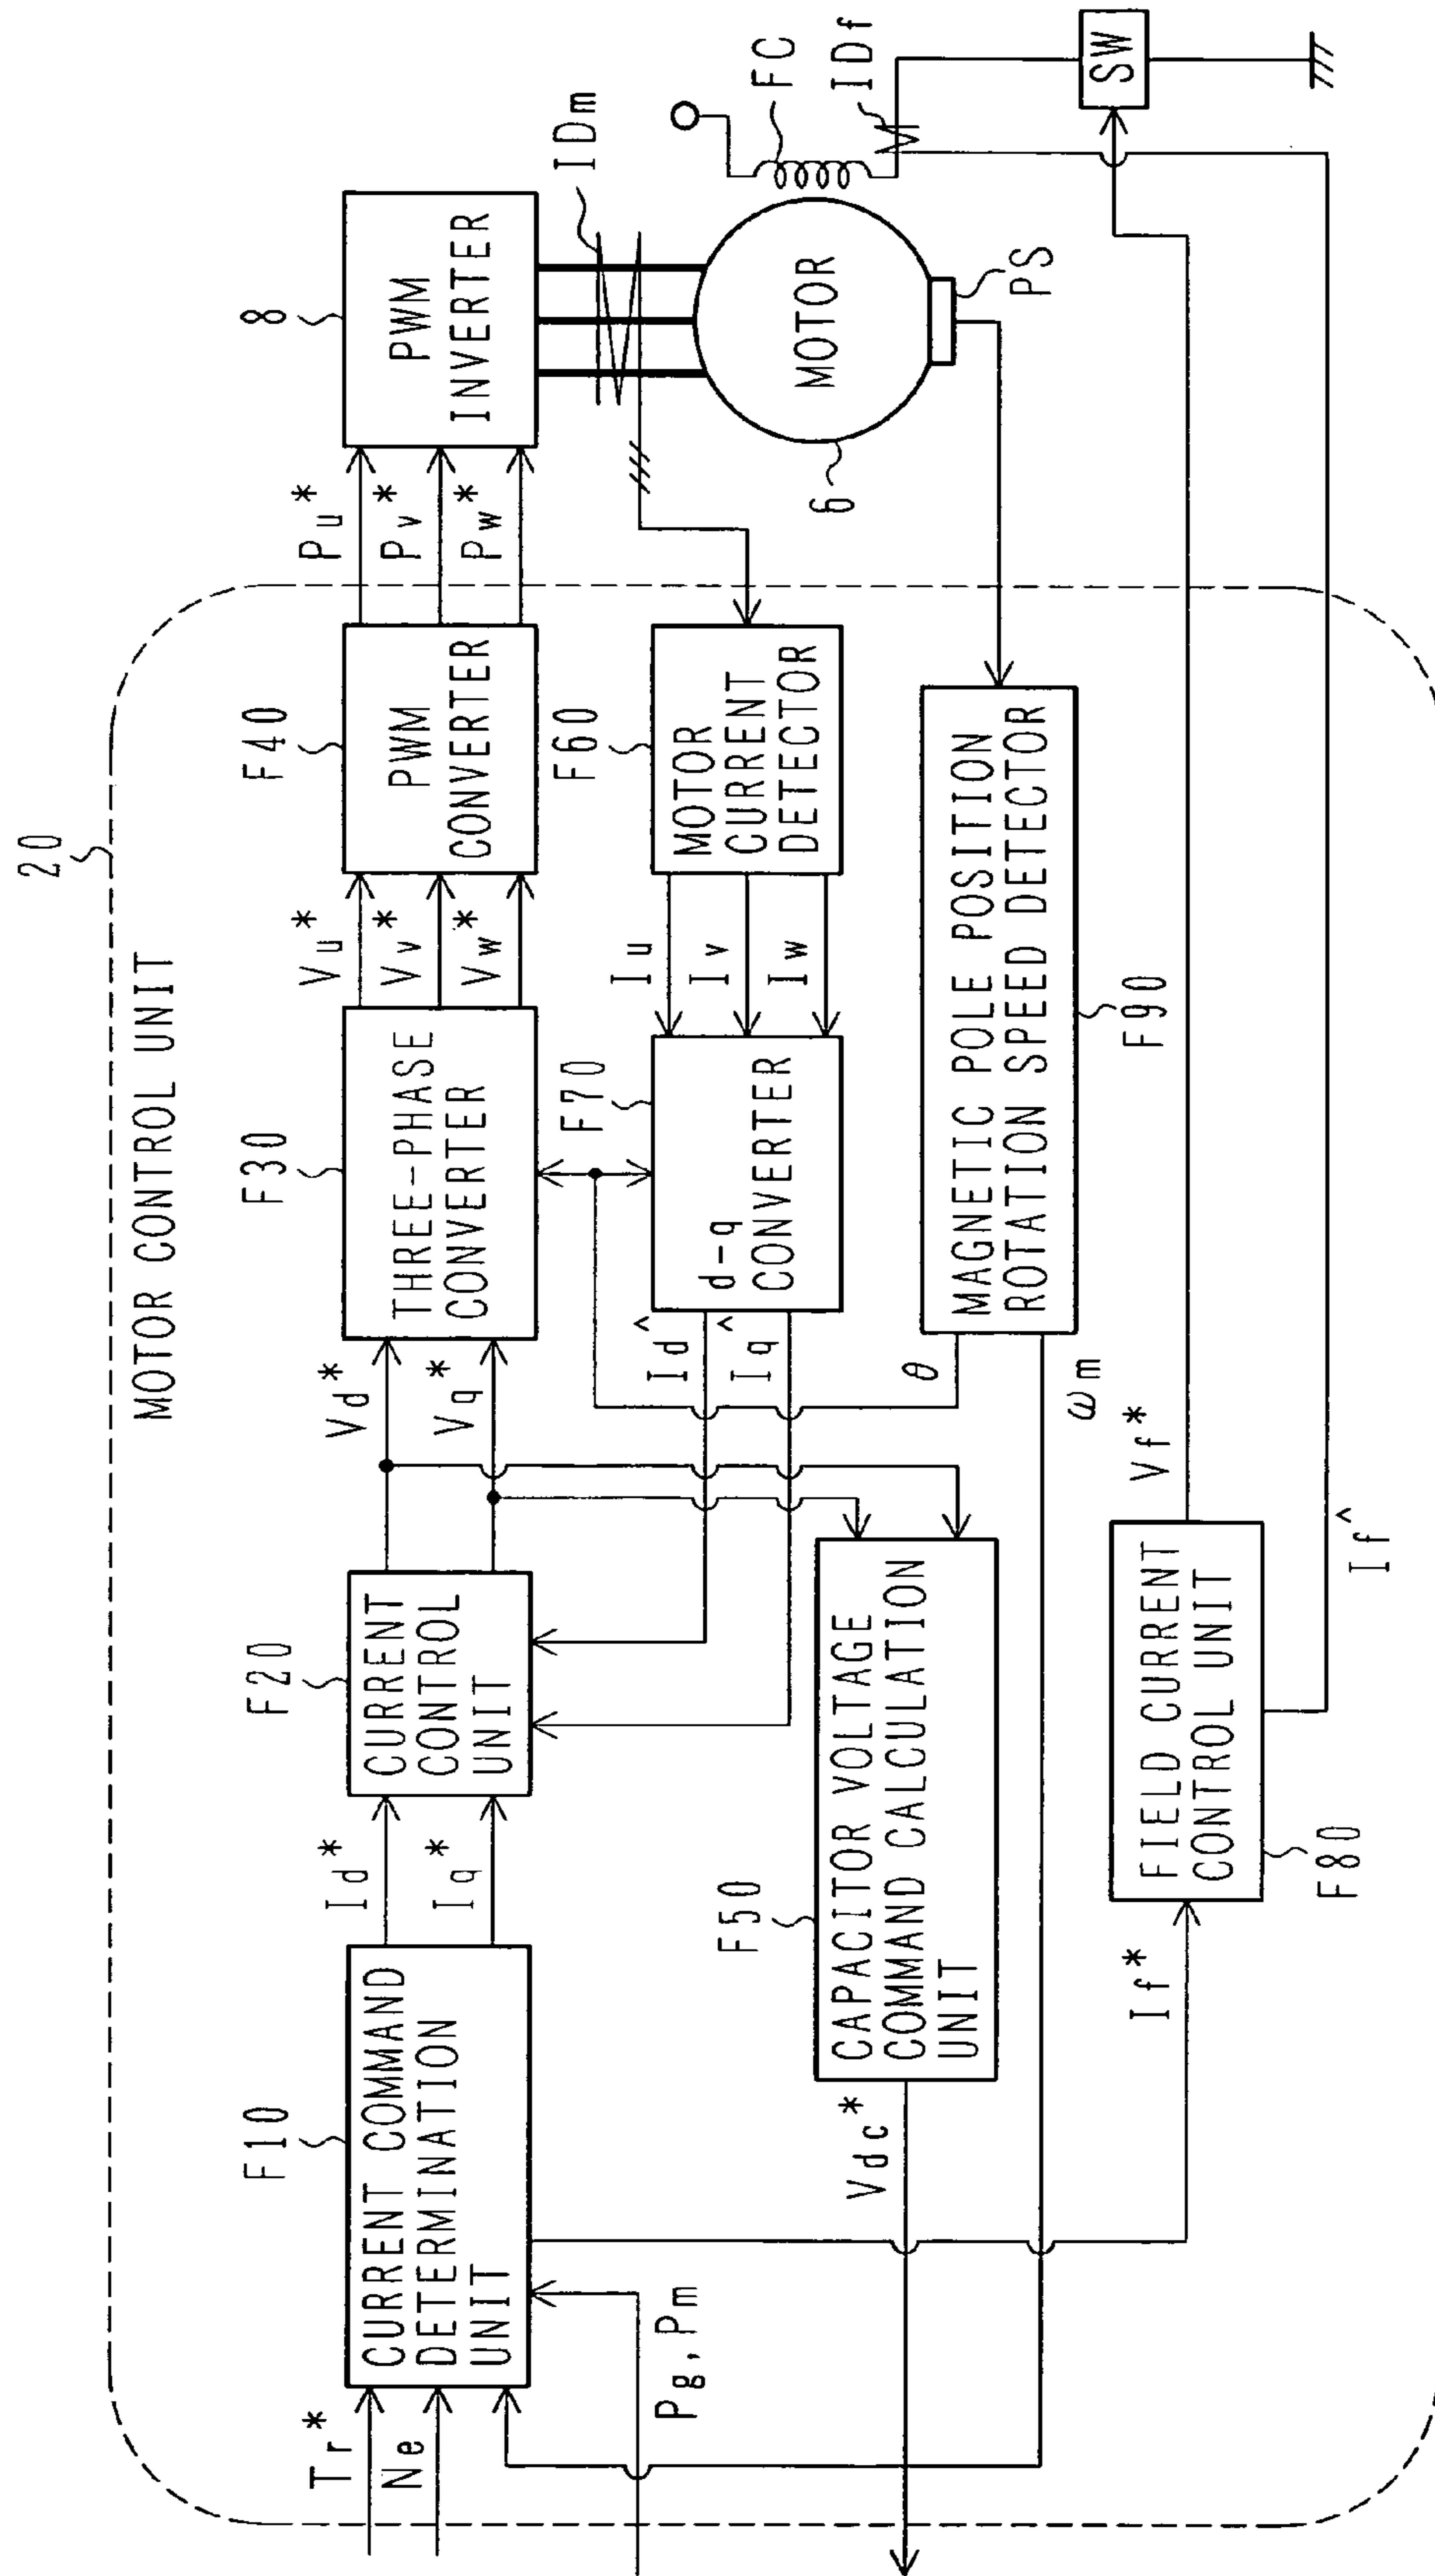 20
MOTOR CONTROL UNIT
Tr*
Ne
F10
CURRENT COMMAND
DETERMINATION
UNIT
Id*
Iq*
F20
CURRENT
CONTROL
UNIT
Vd*
Vq*
F30
THREE-PHASE
CONVERTER
Vu*
Vv*
Vw*
F40
PWM
CONVERTER
Pu*
Pv*
Pw*
8
PWM
INVERTER
IDm
Pg, Pm
F50
CAPACITOR VOLTAGE
COMMAND CALCULATION
UNIT
Vdc*
Id^
Iq^
F70
d-q
CONVERTER
Iu
Iv
Iw
F60
MOTOR
CURRENT
DETECTOR
6
MOTOR
FC
IDf
PS
SW
θ
ωm
MAGNETIC POLE POSITION
ROTATION SPEED DETECTOR
F90
If*
FIELD CURRENT
CONTROL UNIT
F80
Vf*
If^